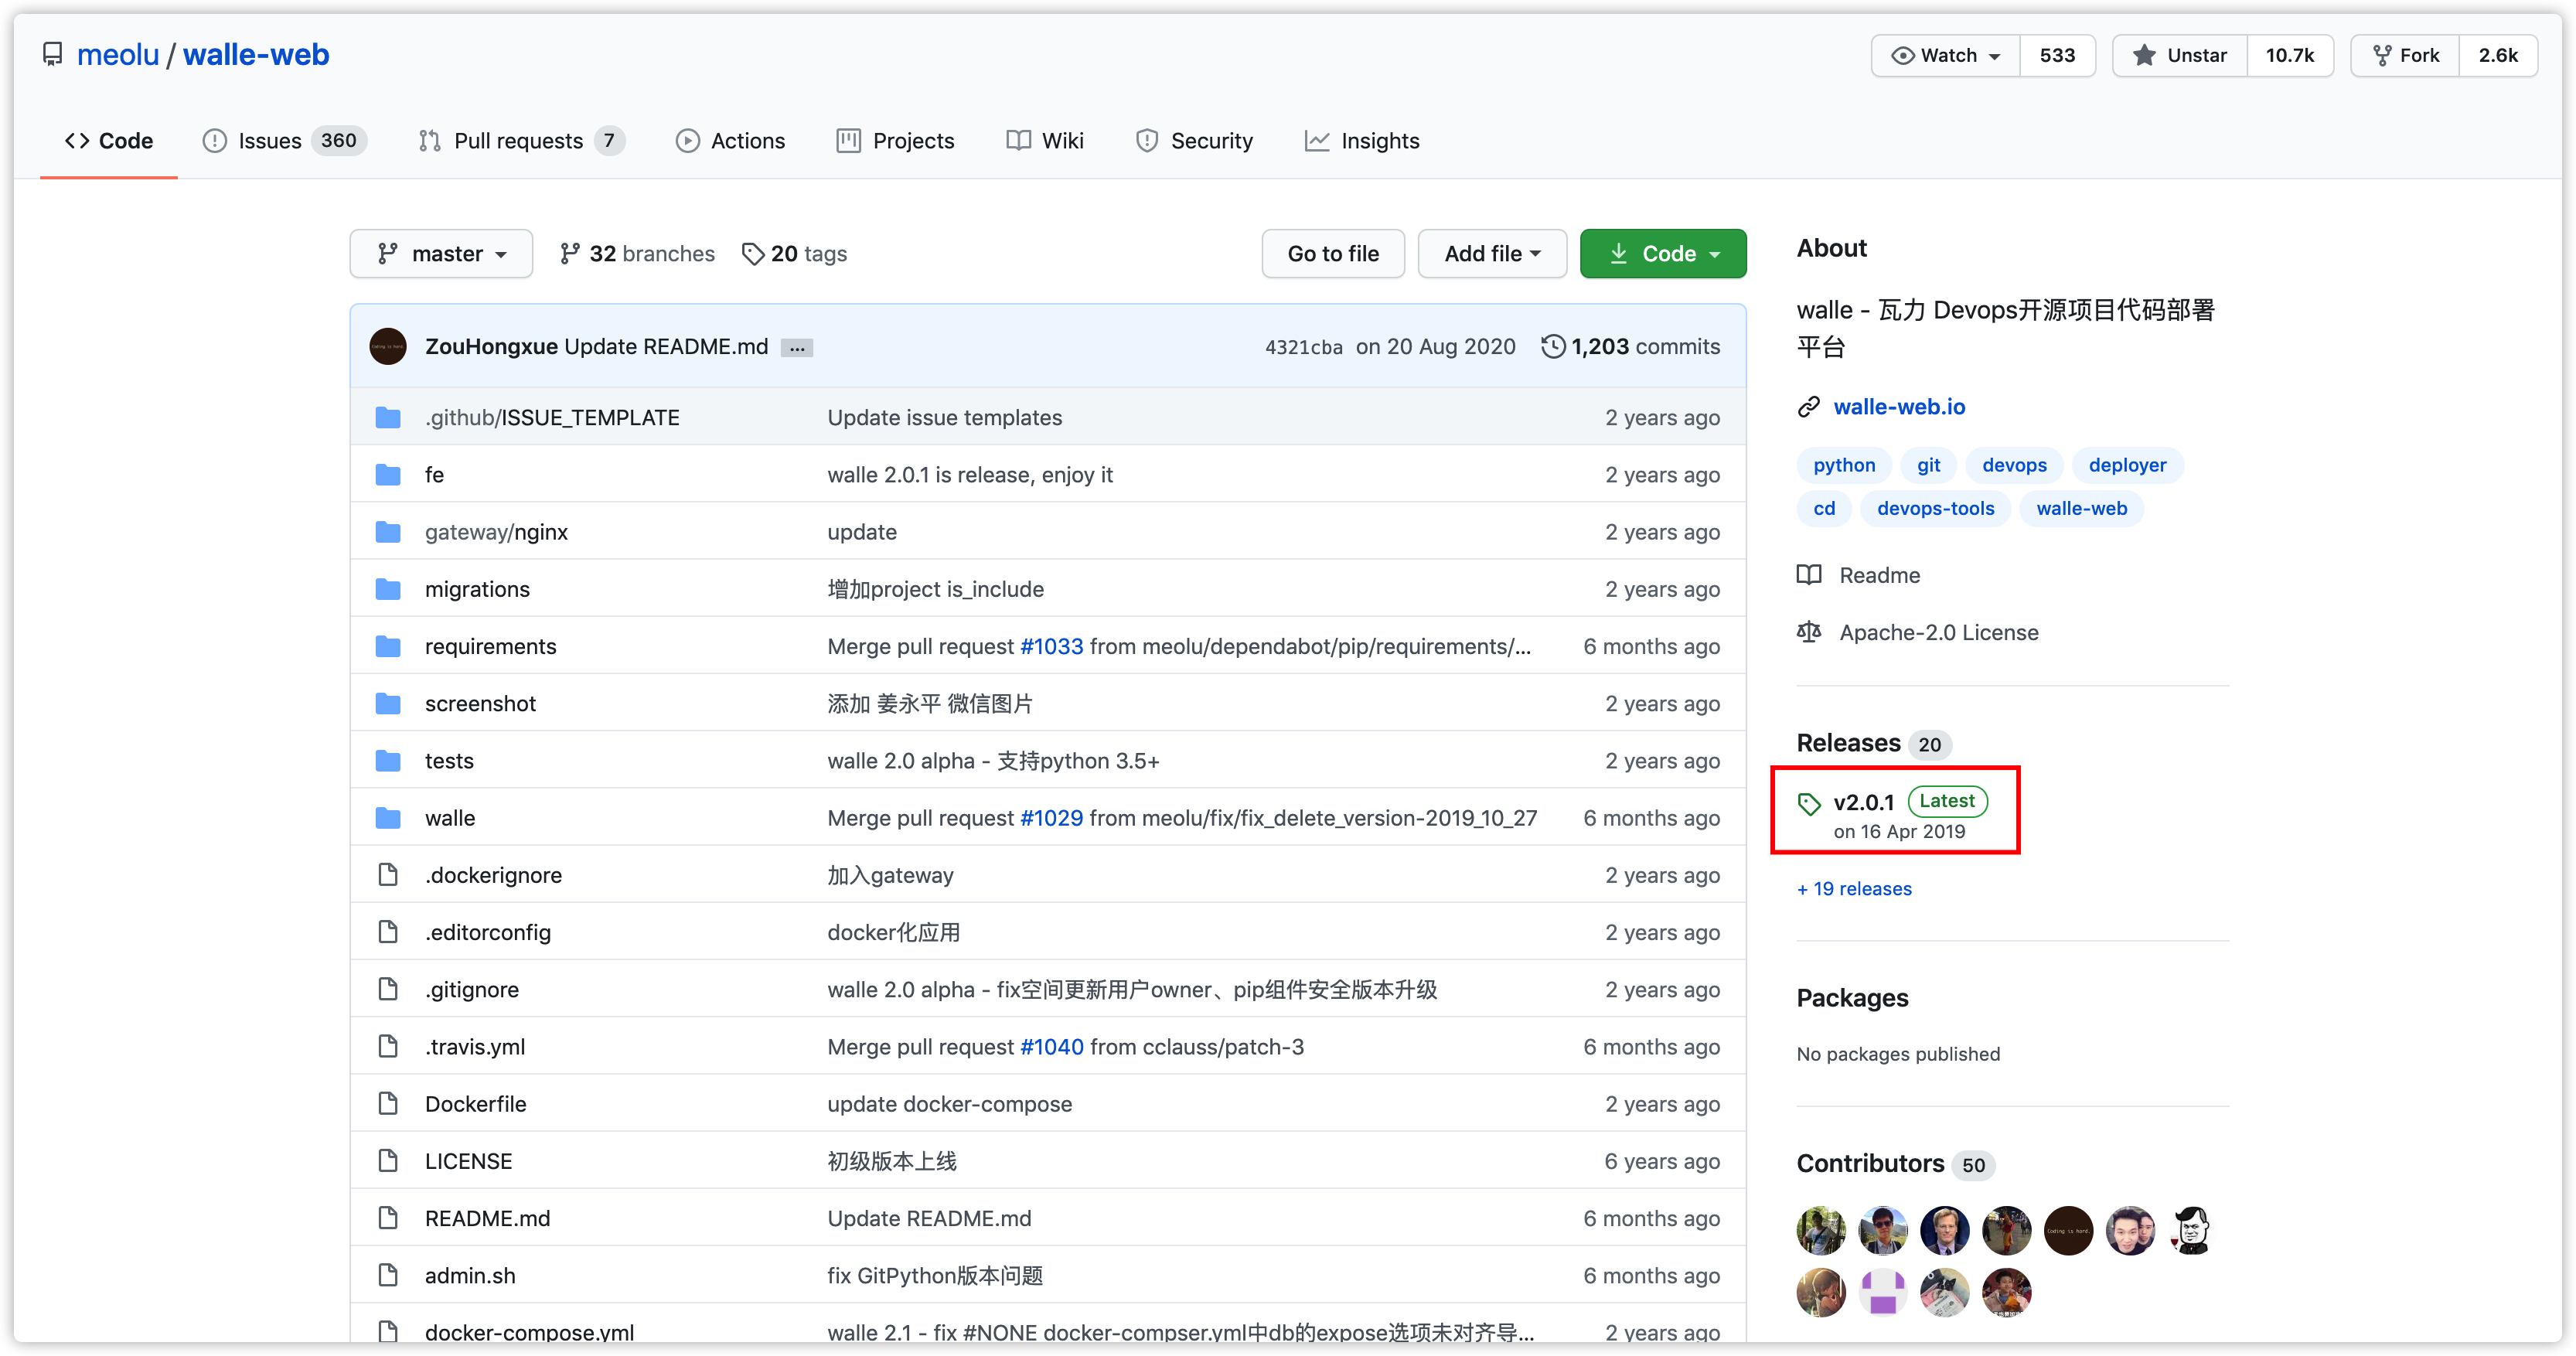 meolu / walle-web
Watch 533 Unstar 10.7k Fork 2.6k
Code Issues 360 Pull requests 7 Actions Projects Wiki Security Insights
master 32 branches 20 tags Go to file Add file Code
ZouHongxue Update README.md ... 4321cba on 20 Aug 2020 1,203 commits
.github/ISSUE_TEMPLATE Update issue templates 2 years ago
fe walle 2.0.1 is release, enjoy it 2 years ago
gateway/nginx update 2 years ago
migrations 增加project is_include 2 years ago
requirements Merge pull request #1033 from meolu/dependabot/pip/requirements/... 6 months ago
screenshot 添加 姜永平 微信图片 2 years ago
tests walle 2.0 alpha - 支持python 3.5+ 2 years ago
walle Merge pull request #1029 from meolu/fix/fix_delete_version-2019_10_27 6 months ago
.dockerignore 加入gateway 2 years ago
.editorconfig docker化应用 2 years ago
.gitignore walle 2.0 alpha - fix空间更新用户owner、pip组件安全版本升级 2 years ago
.travis.yml Merge pull request #1040 from cclauss/patch-3 6 months ago
Dockerfile update docker-compose 2 years ago
LICENSE 初级版本上线 6 years ago
README.md Update README.md 6 months ago
admin.sh fix GitPython版本问题 6 months ago
docker-compose.yml walle 2.1 - fix #NONE docker-compser.yml中db的expose选项未对齐导... 2 years ago
About
walle - 瓦力 Devops开源项目代码部署
平台
walle-web.io
python git devops deployer
cd devops-tools walle-web
Readme
Apache-2.0 License
Releases 20
v2.0.1 Latest
on 16 Apr 2019
+ 19 releases
Packages
No packages published
Contributors 50
Coding is hard.